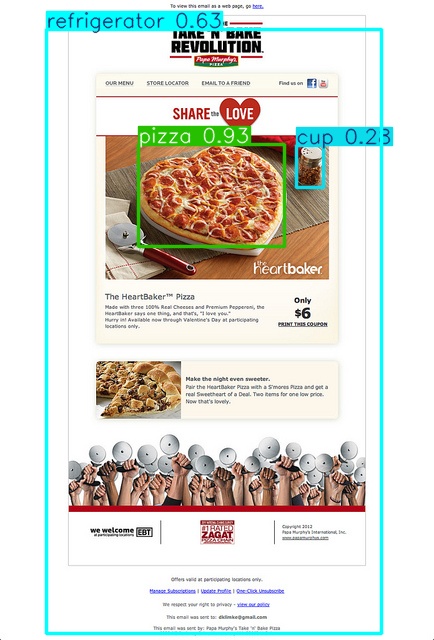 To view this email as a web page, go here.
refrigerator 0.63
THE
TAKE 'N' BAKE
REVOLUTION.
Papa Murphy's
PIZZA
OUR MENU STORE LOCATOR EMAIL TO A FRIEND Find us on
SHARE the LOVE
pizza 0.93
cup 0.28
the heartbaker
The HeartBaker™ Pizza
Made with three 100% Real Cheeses and Premium Pepperoni, the
HeartBaker says one thing, and that's, "I love you."
Hurry in! Available now through Valentine's Day at participating
locations only.
Only
$6
PRINT THIS COUPON
Make the night even sweeter.
Pair the HeartBaker Pizza with a S'mores Pizza and get a
real Sweetheart of a Deal. Two items for one low price.
Now that's lovely.
we welcome EBT
at participating locations
#1 RATED
ZAGAT
PIZZA CHAIN
Copyright 2012
Papa Murphy's International, Inc.
www.papamurphys.com
Offers valid at participating locations only.
Manage Subscriptions | Update Profile | One-Click Unsubscribe
We respect your right to privacy - view our policy
This email was sent to: dklimke@gmail.com
This email was sent by: Papa Murphy's Take 'n' Bake Pizza